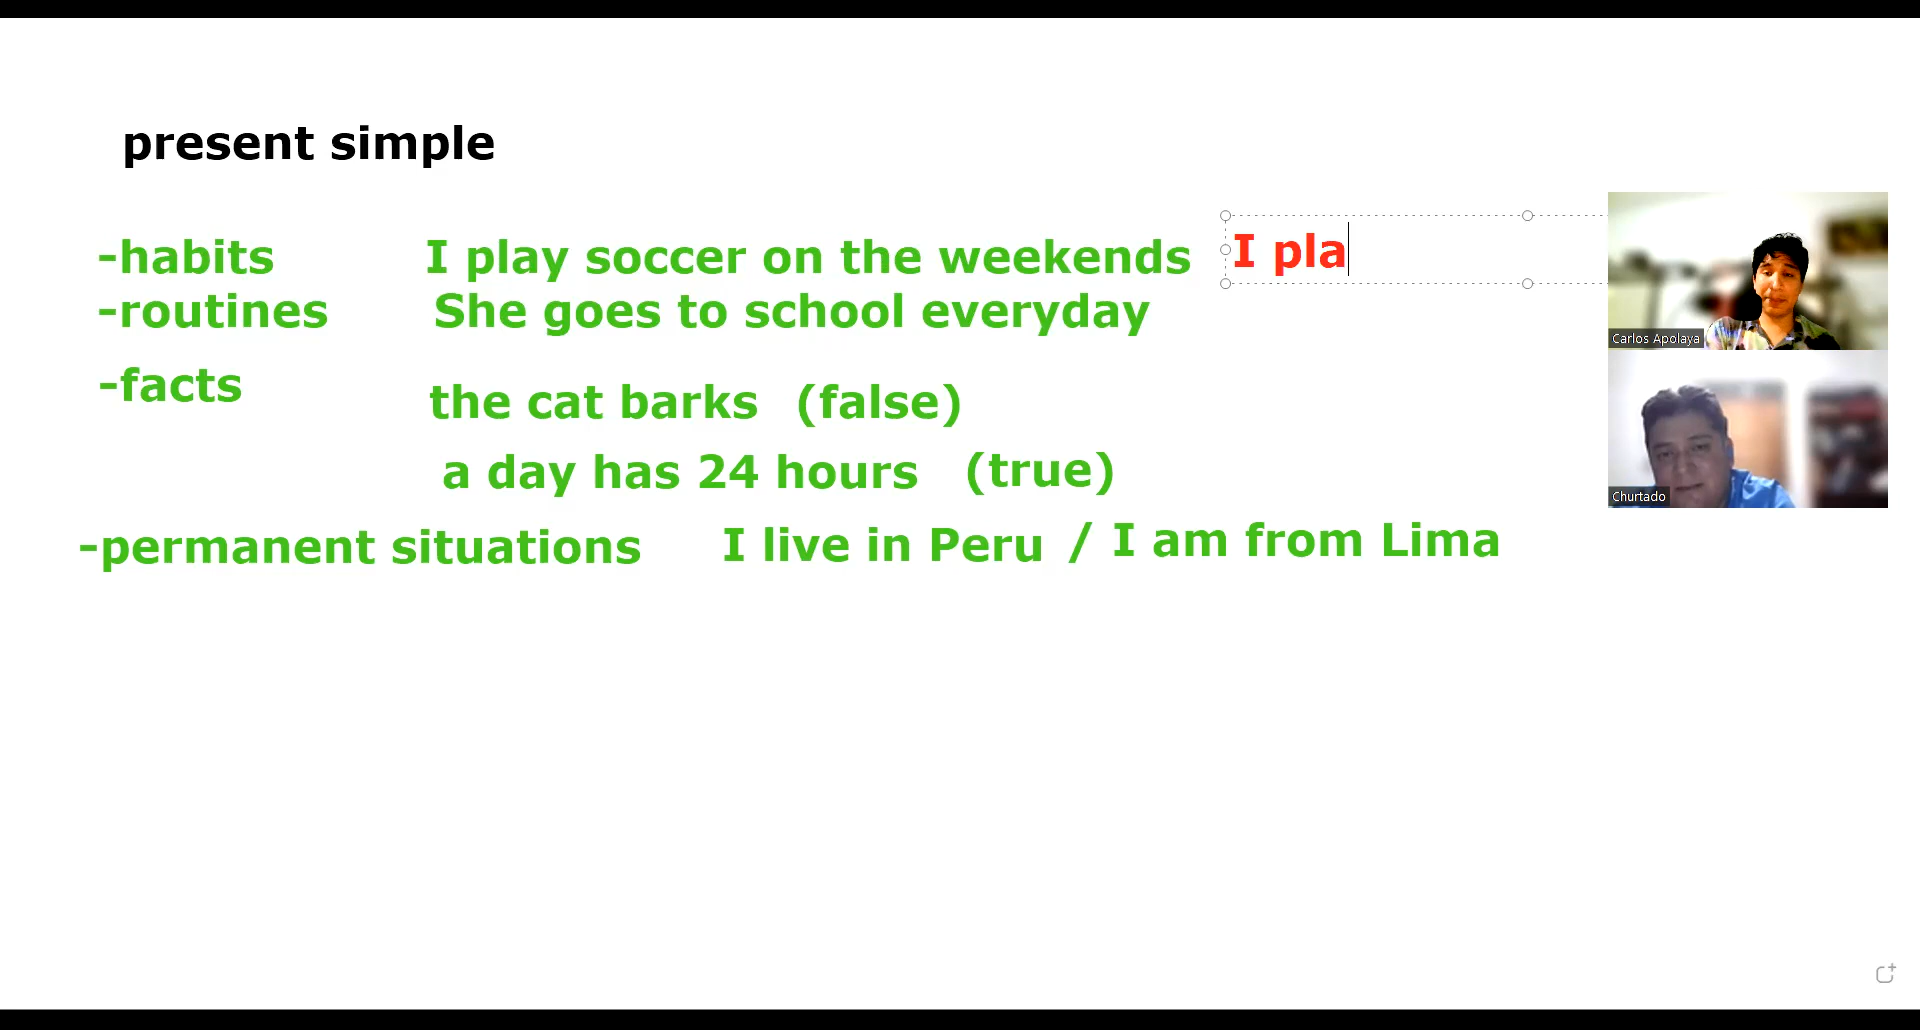 present simple
-habits
I play soccer on the weekends
I pla
-routines
She goes to school everyday
-facts
the cat barks (false)
a day has 24 hours (true)
-permanent situations
I live in Peru / I am from Lima
Carlos Apolaya
Churtado